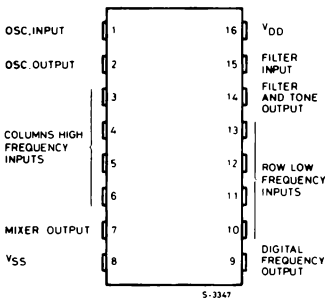 OSC.INPUT
1
16
VDD
OSC.OUTPUT
2
15
FILTER
INPUT
3
14
FILTER
AND TONE
OUTPUT
COLUMNS HIGH
FREQUENCY
INPUTS
4
5
6
13
12
11
10
ROW LOW
FREQUENCY
INPUTS
MIXER OUTPUT
7
VSS
8
9
DIGITAL
FREQUENCY
OUTPUT
S-3347